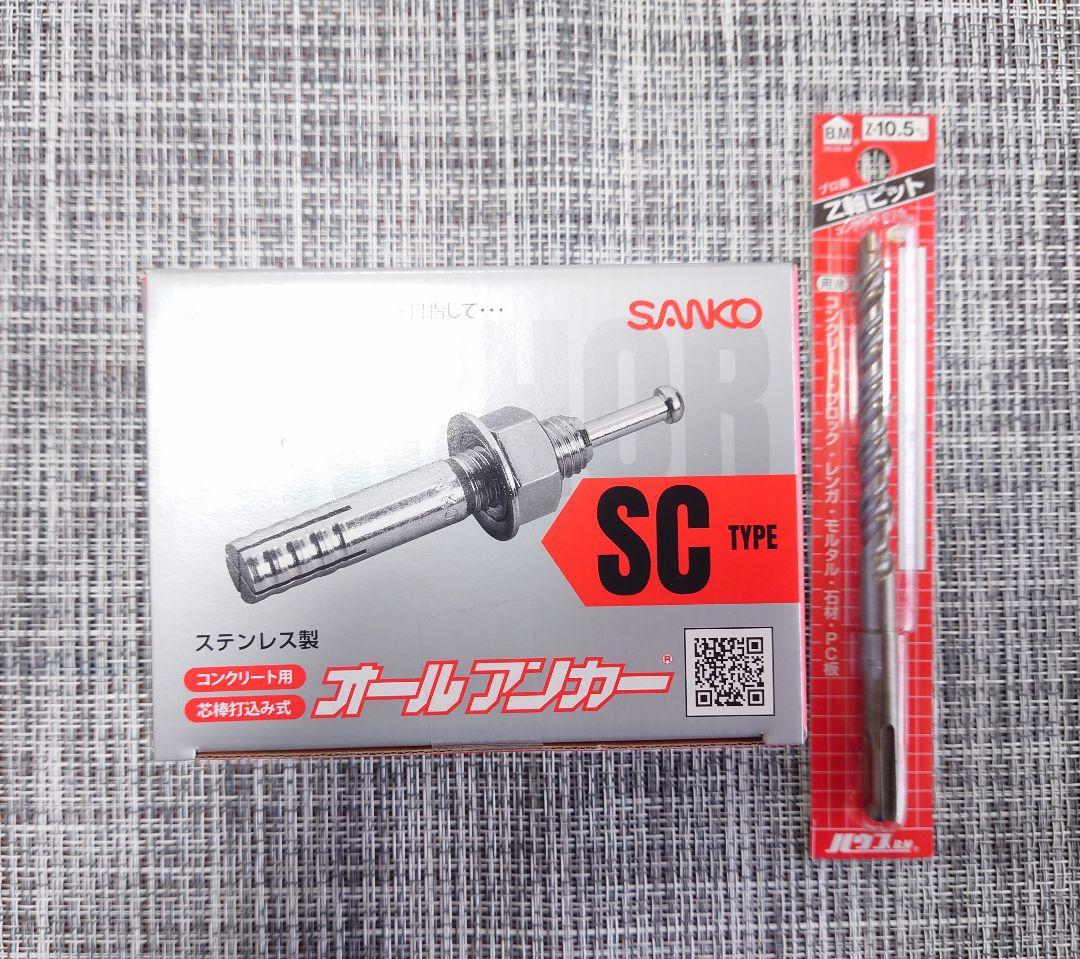 目指して・・・
SANKO
SC TYPE
ステンレス製
コンクリート用
芯棒打込み式
オールアンカー®
B.M
Z-10.5
プロ用
Z軸ビット
用途
コンクリート・ブロック・レンガ・モルタル・石材・PC板
ハウスB.M®